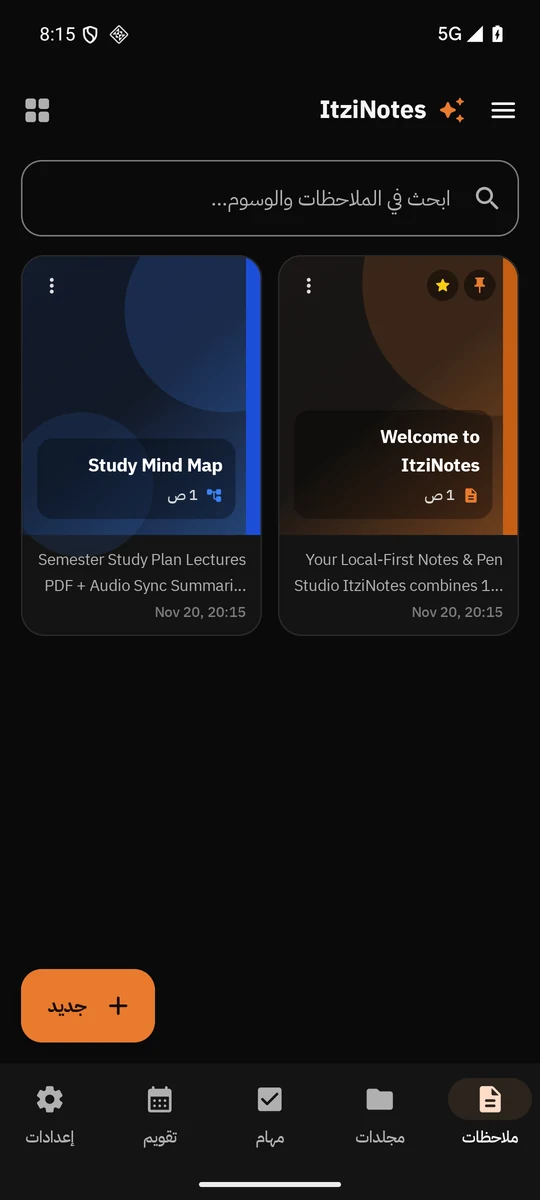 8:15
5G
ItziNotes
ابحث في الملاحظات والوسوم...
Welcome to
ItziNotes
1 ص
Your Local-First Notes & Pen
Studio ItziNotes combines 1...
Nov 20, 20:15
Study Mind Map
1 ص
Semester Study Plan Lectures
PDF + Audio Sync Summari...
Nov 20, 20:15
جديد
ملاحظات
مجلدات
مهام
تقويم
إعدادات